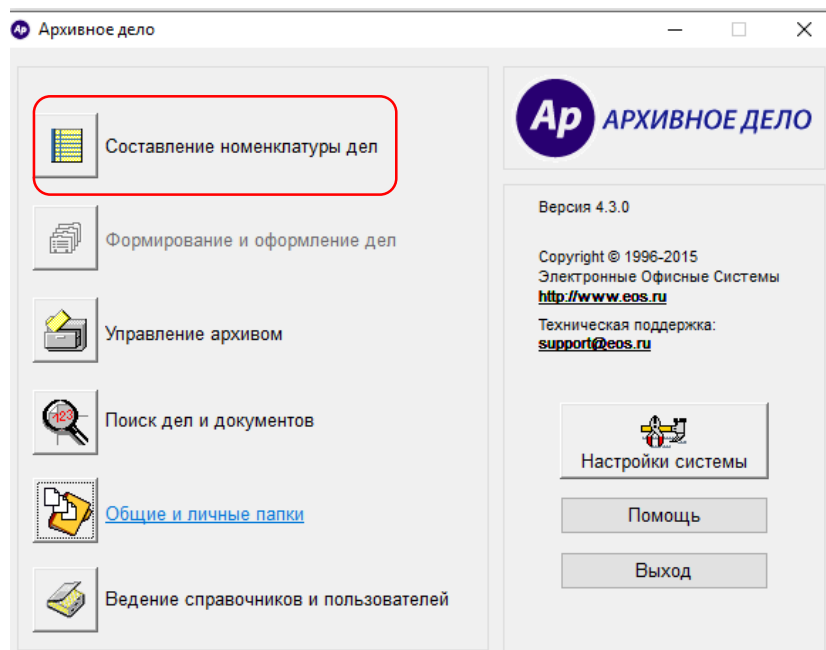 Ар Архивное дело
Составление номенклатуры дел
Формирование и оформление дел
Управление архивом
123
Поиск дел и документов
Общие и личные папки
Ведение справочников и пользователей
Ар АРХИВНОЕ ДЕЛО
Версия 4.3.0
Copyright © 1996-2015
Электронные Офисные Системы
http://www.eos.ru
Техническая поддержка:
support@eos.ru
Настройки системы
Помощь
Выход